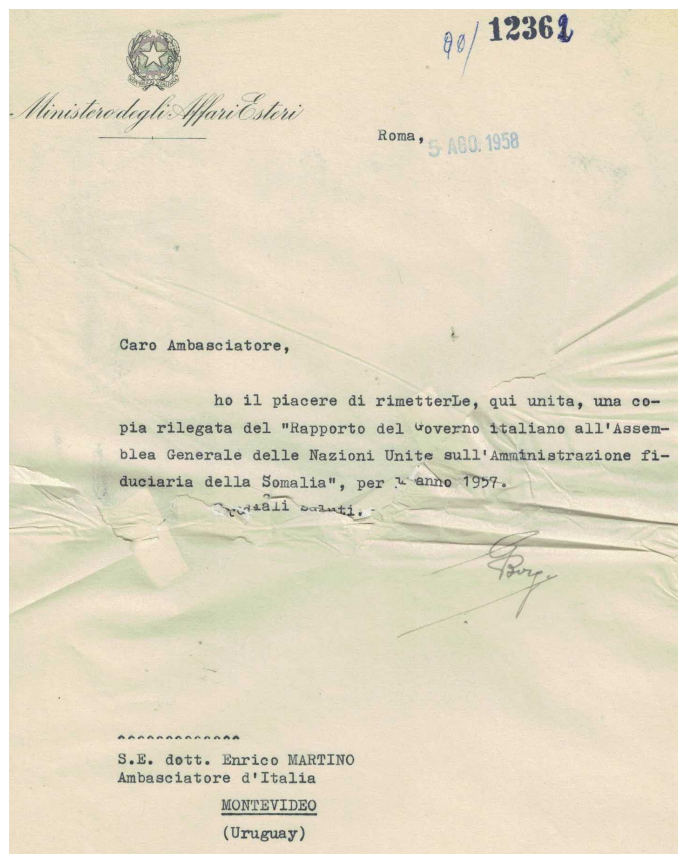 90/ 12361
Ministero degli Affari Esteri
Roma, 5 AGO. 1958
Caro Ambasciatore,
ho il piacere di rimetterLe, qui unita, una co-
pia rilegata del "Rapporto del Governo italiano all'Assem-
blea Generale delle Nazioni Unite sull'Amministrazione fi-
duciaria della Somalia", per l'anno 1957.
Cordiali saluti.
S.E. dott. Enrico MARTINO
Ambasciatore d'Italia
MONTEVIDEO
(Uruguay)